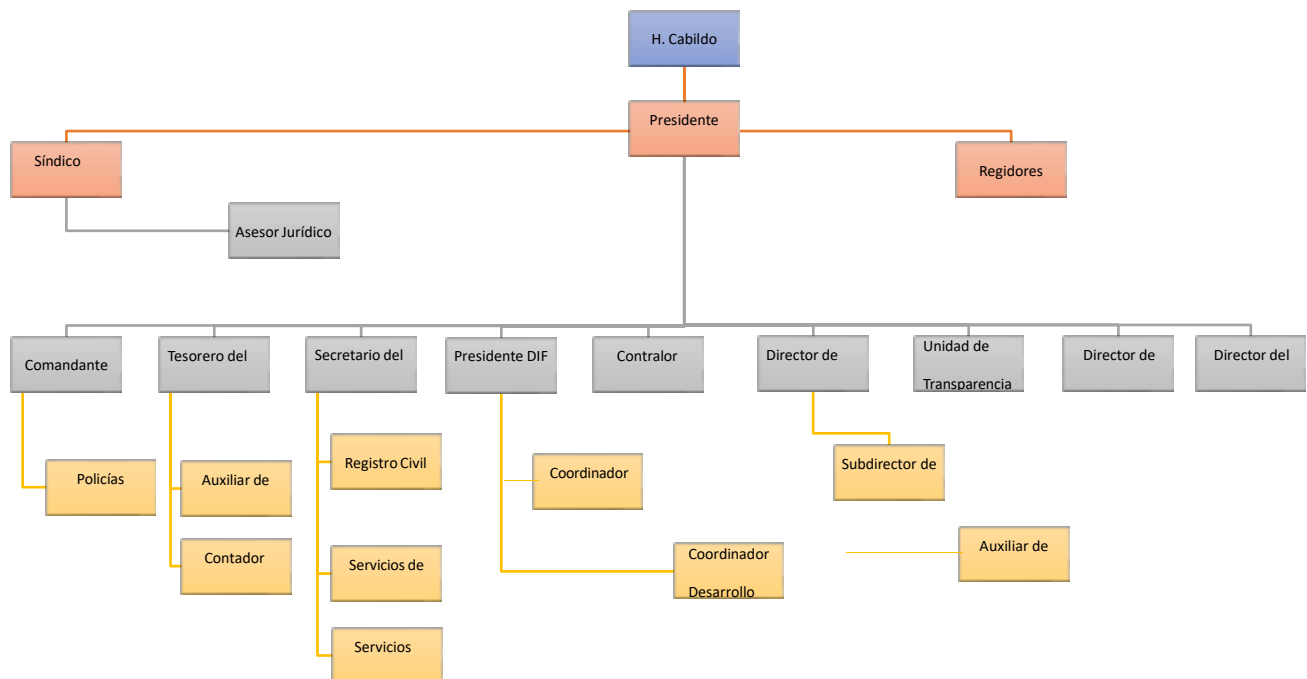 H. Cabildo
Presidente
Síndico
Regidores
Asesor Jurídico
Comandante
Tesorero del
Secretario del
Presidente DIF
Contralor
Director de
Unidad de
Transparencia
Director de
Director del
Policías
Auxiliar de
Contador
Registro Civil
Servicios de
Servicios
Coordinador
Coordinador
Desarrollo
Subdirector de
Auxiliar de